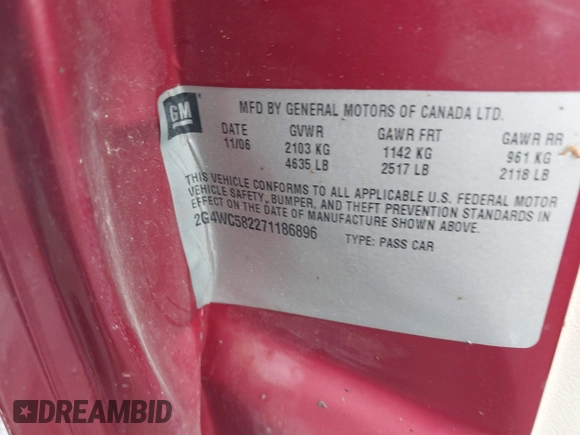 GM
MFD BY GENERAL MOTORS OF CANADA LTD.
DATE GVWR GAWR FRT GAWR RR
11/06 2103 KG 1142 KG 961 KG
4635 LB 2517 LB 2118 LB
THIS VEHICLE CONFORMS TO ALL APPLICABLE U.S. FEDERAL MOTOR
VEHICLE SAFETY, BUMPER, AND THEFT PREVENTION STANDARDS IN
EFFECT ON THE DATE OF MANUFACTURE SHOWN ABOVE.
2G4WC582271186896 TYPE: PASS CAR
DREAMBID